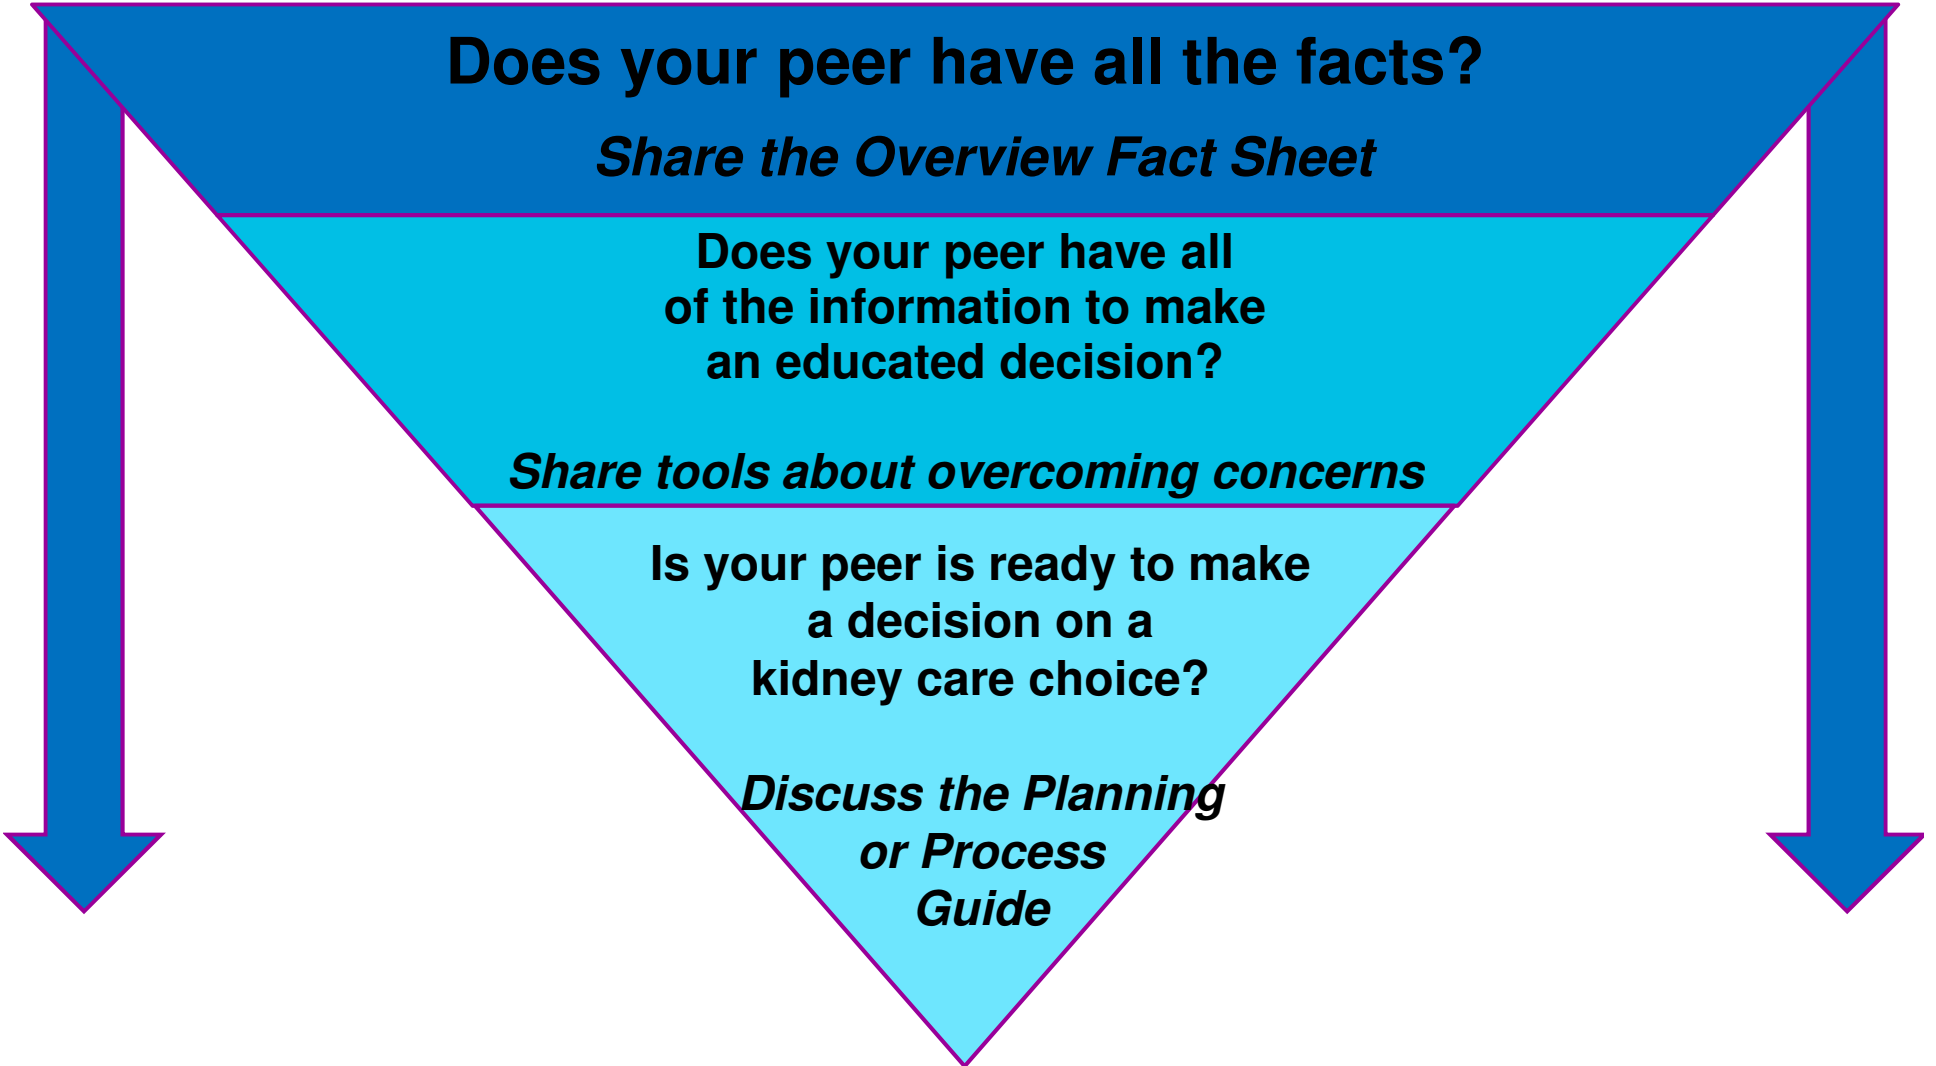 Does your peer have all the facts?
Share the Overview Fact Sheet
Does your peer have all
of the information to make
an educated decision?
Share tools about overcoming concerns
Is your peer is ready to make
a decision on a
kidney care choice?
Discuss the Planning
or Process
Guide